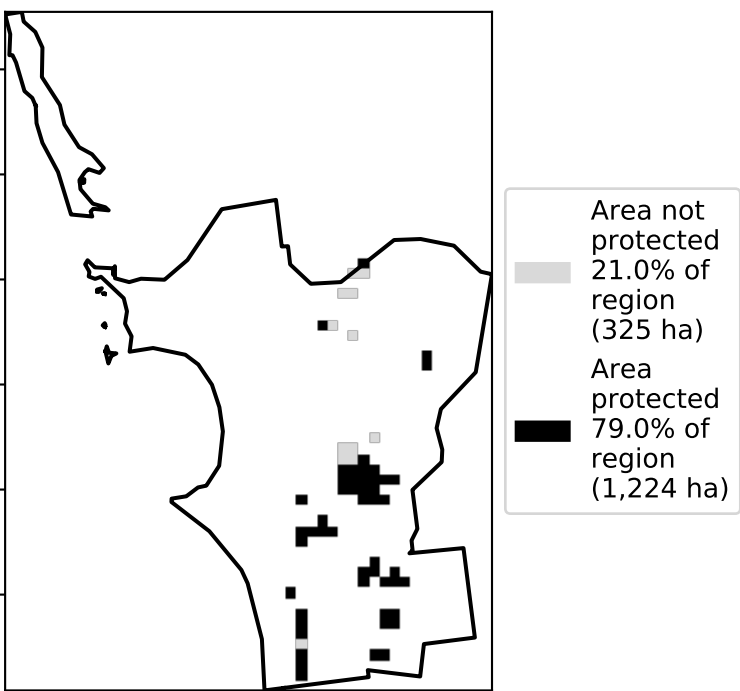 Area not
protected
21.0% of
region
(325 ha)
Area
protected
79.0% of
region
(1,224 ha)